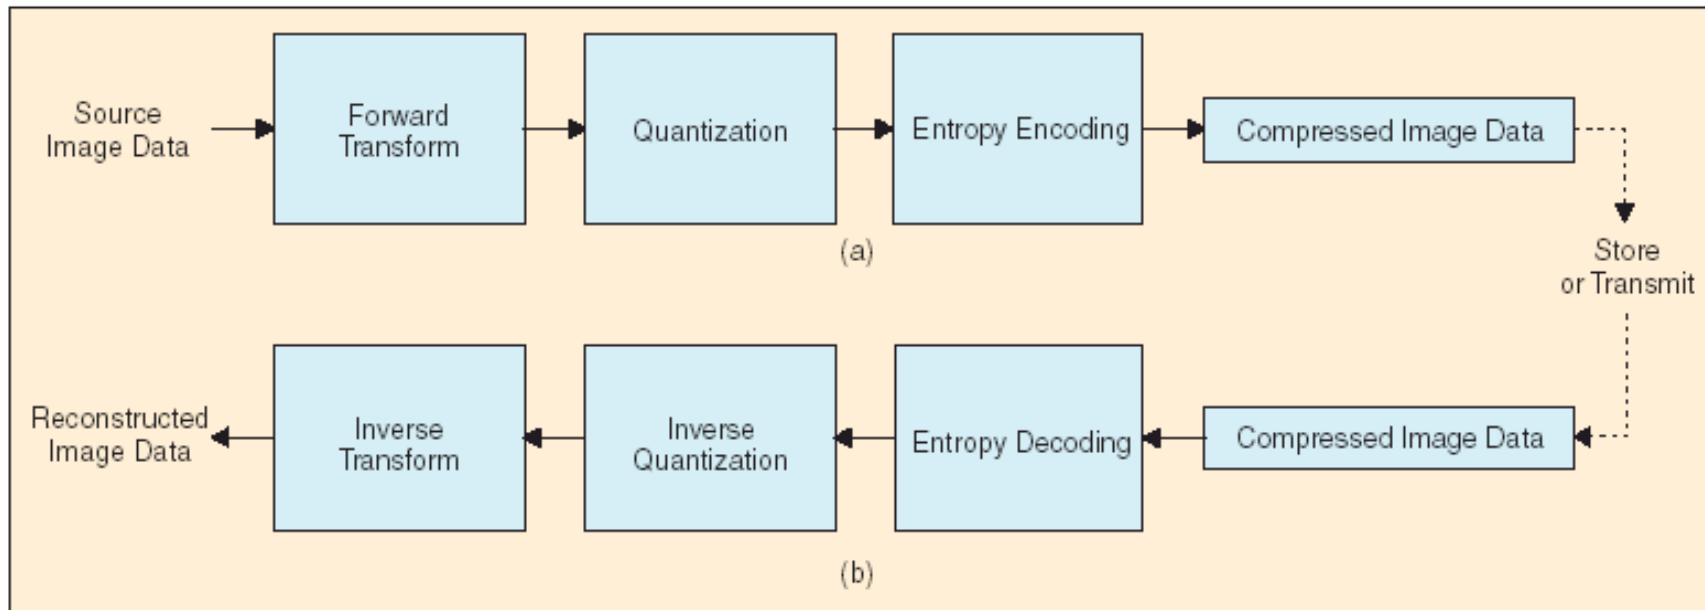 Source
Image Data
Forward
Transform
Quantization
Entropy Encoding
Compressed Image Data
(a)
Store
or Transmit
Reconstructed
Image Data
Inverse
Transform
Inverse
Quantization
Entropy Decoding
Compressed Image Data
(b)